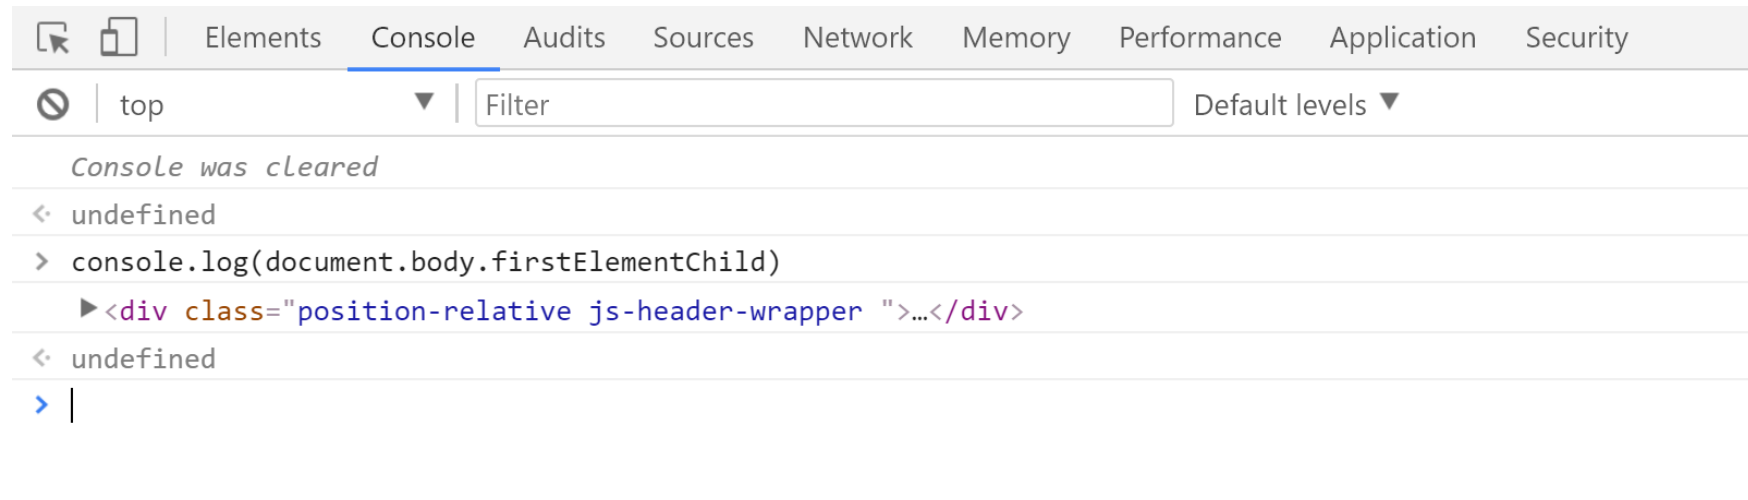 Elements Console Audits Sources Network Memory Performance Application Security
top ▼ Filter Default levels ▼
Console was cleared
undefined
console.log(document.body.firstElementChild)
<div class="position-relative js-header-wrapper ">…</div>
undefined